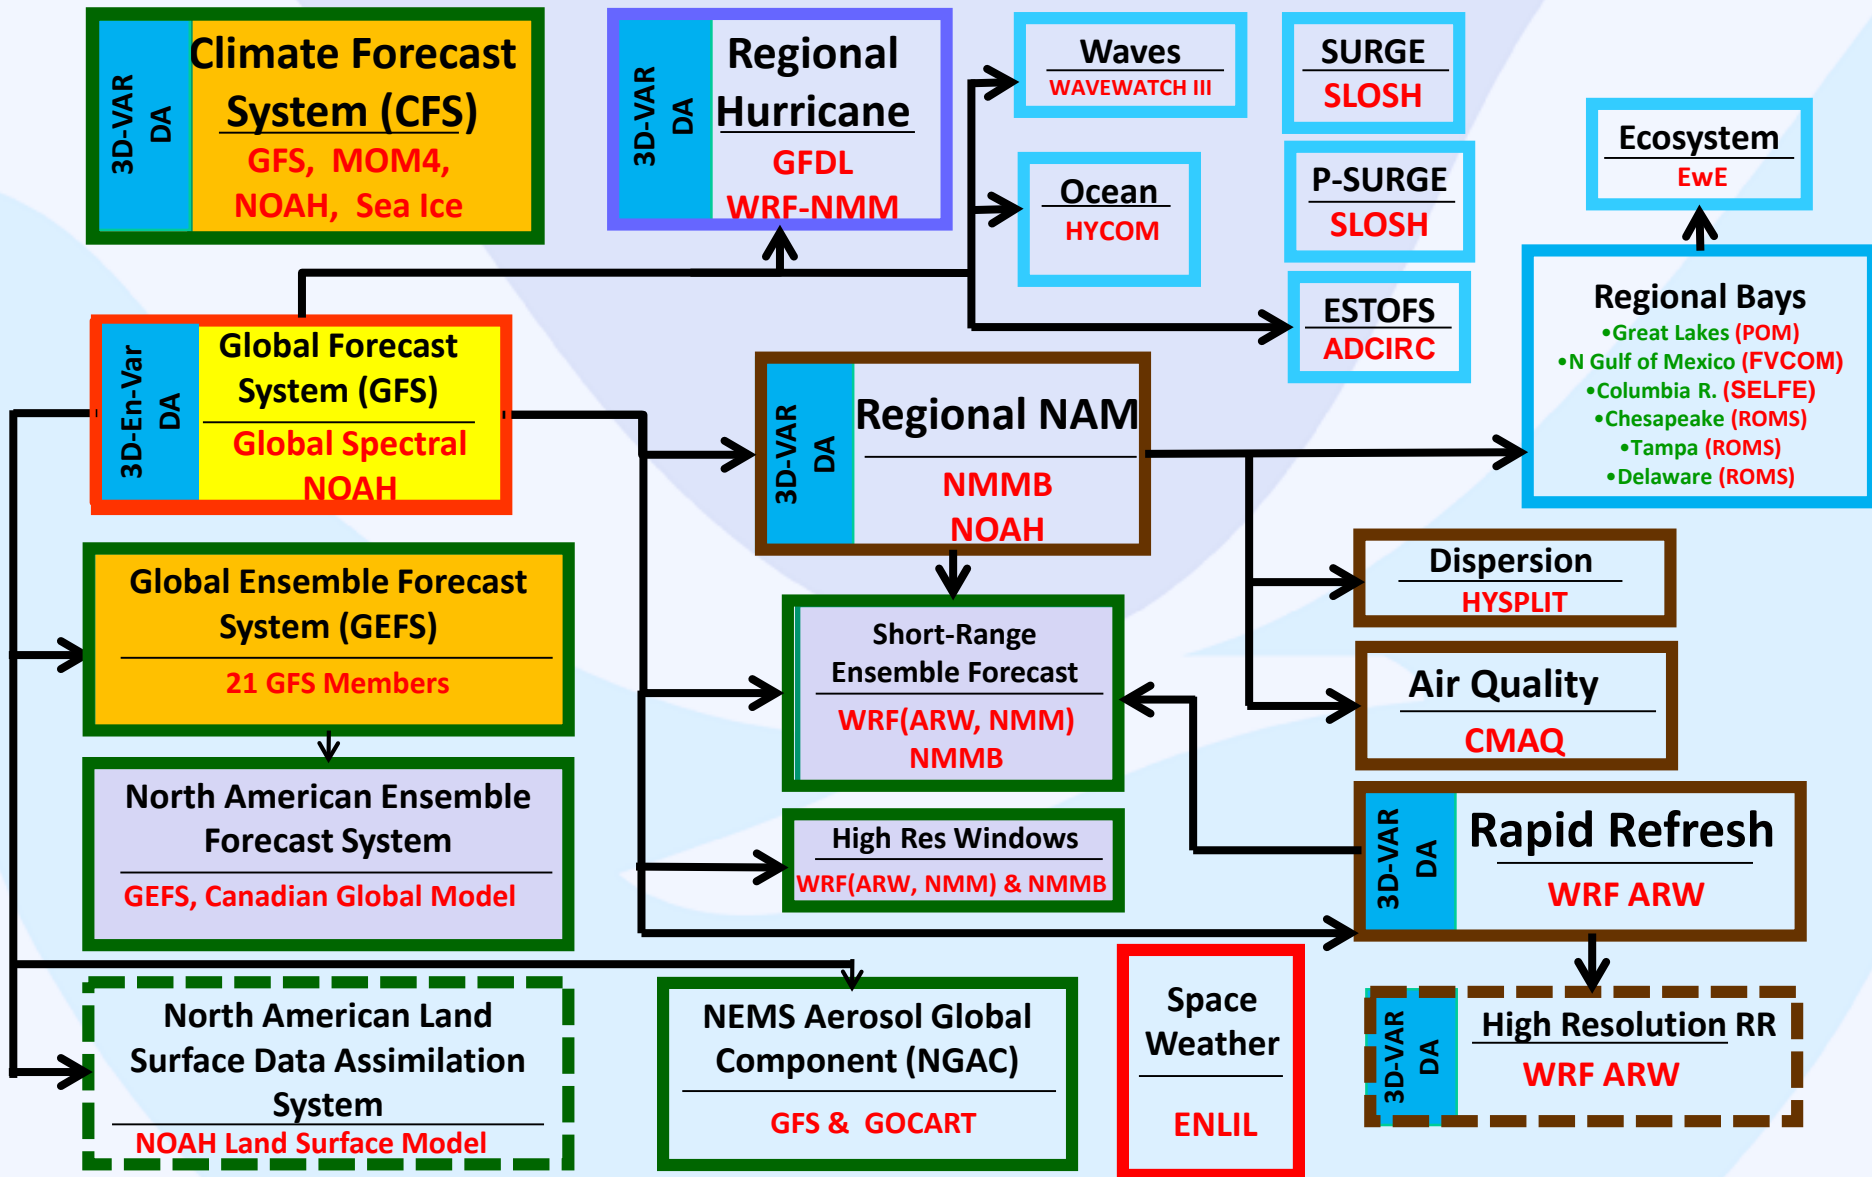 3D-VAR
DA
Climate Forecast
System (CFS)
GFS, MOM4,
NOAH, Sea Ice
3D-VAR
DA
Regional
Hurricane
GFDL
WRF-NMM
Waves
WAVEWATCH III
SURGE
SLOSH
Ocean
HYCOM
P-SURGE
SLOSH
Ecosystem
EwE
ESTOFS
ADCIRC
Regional Bays
•Great Lakes (POM)
•N Gulf of Mexico (FVCOM)
•Columbia R. (SELFE)
•Chesapeake (ROMS)
•Tampa (ROMS)
•Delaware (ROMS)
3D-En-Var
DA
Global Forecast
System (GFS)
Global Spectral
NOAH
3D-VAR
DA
Regional NAM
NMMB
NOAH
Dispersion
HYSPLIT
Global Ensemble Forecast
System (GEFS)
21 GFS Members
Short-Range
Ensemble Forecast
WRF(ARW, NMM)
NMMB
Air Quality
CMAQ
North American Ensemble
Forecast System
GEFS, Canadian Global Model
High Res Windows
WRF(ARW, NMM) & NMMB
3D-VAR
DA
Rapid Refresh
WRF ARW
North American Land
Surface Data Assimilation
System
NOAH Land Surface Model
NEMS Aerosol Global
Component (NGAC)
GFS & GOCART
Space
Weather
ENLIL
3D-VAR
DA
High Resolution RR
WRF ARW